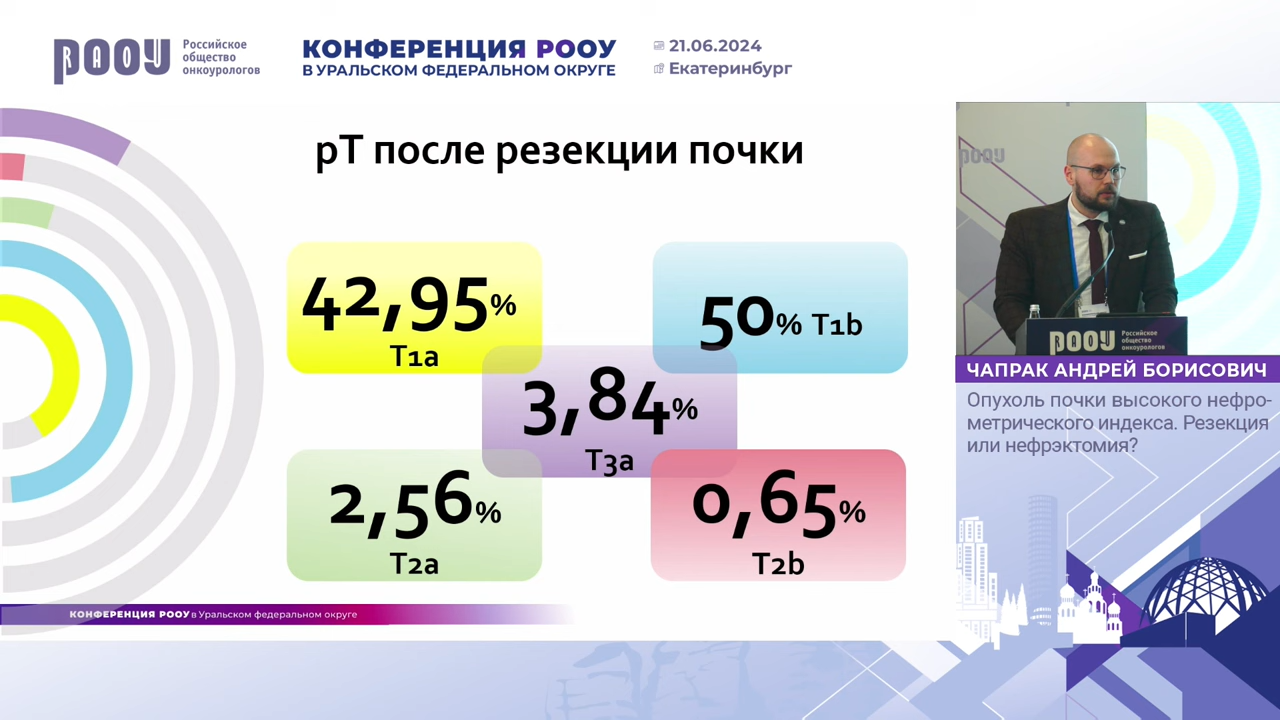 РООУ
Российское
общество
онкоурологов
КОНФЕРЕНЦИЯ РООУ
В УРАЛЬСКОМ ФЕДЕРАЛЬНОМ ОКРУГЕ
21.06.2024
Екатеринбург
pT после резекции почки
42,95%
T1a
50% T1b
3,84%
T3a
2,56%
T2a
0,65%
T2b
КОНФЕРЕНЦИЯ РООУ в Уральском федеральном округе
РООУ
РООУ
Российское
общество
онкоурологов
ЧАПРАК АНДРЕЙ БОРИСОВИЧ
Опухоль почки высокого нефро-
метрического индекса. Резекция
или нефрэктомия?